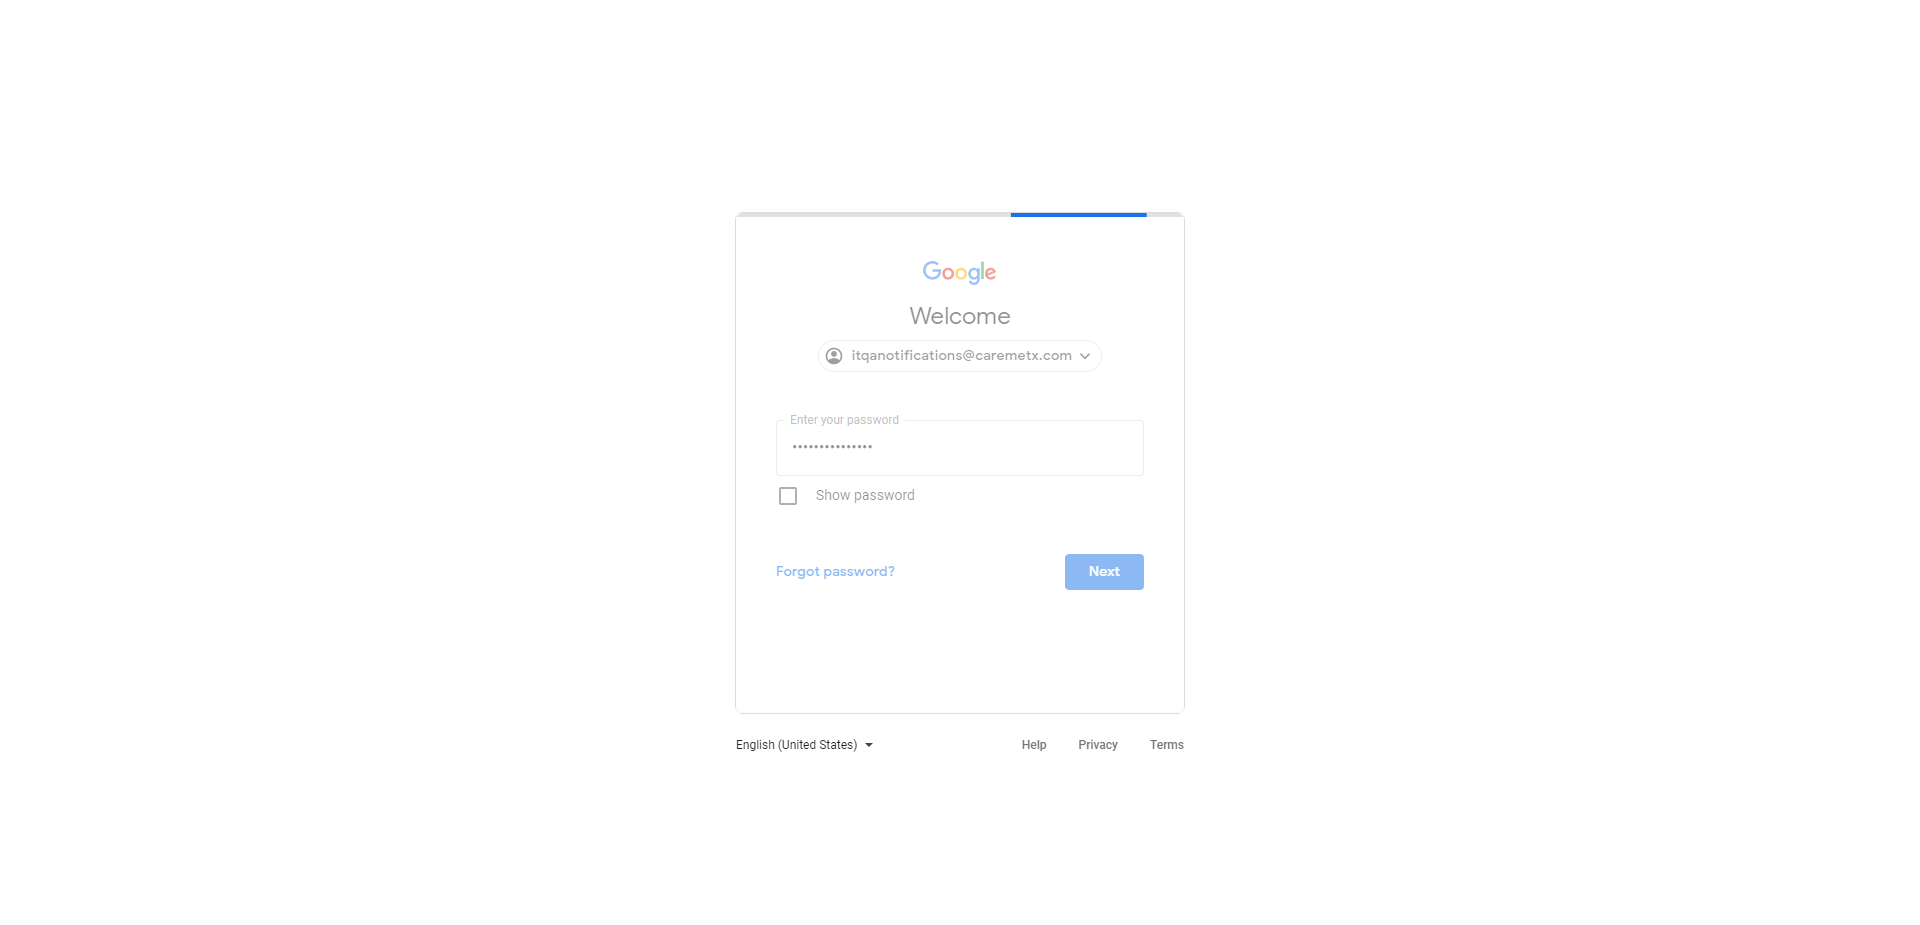 Google
Welcome
itqanotifications@caremetx.com
Enter your password
•••••••••••••••
Show password
Forgot password?
Next
English (United States)
Help
Privacy
Terms